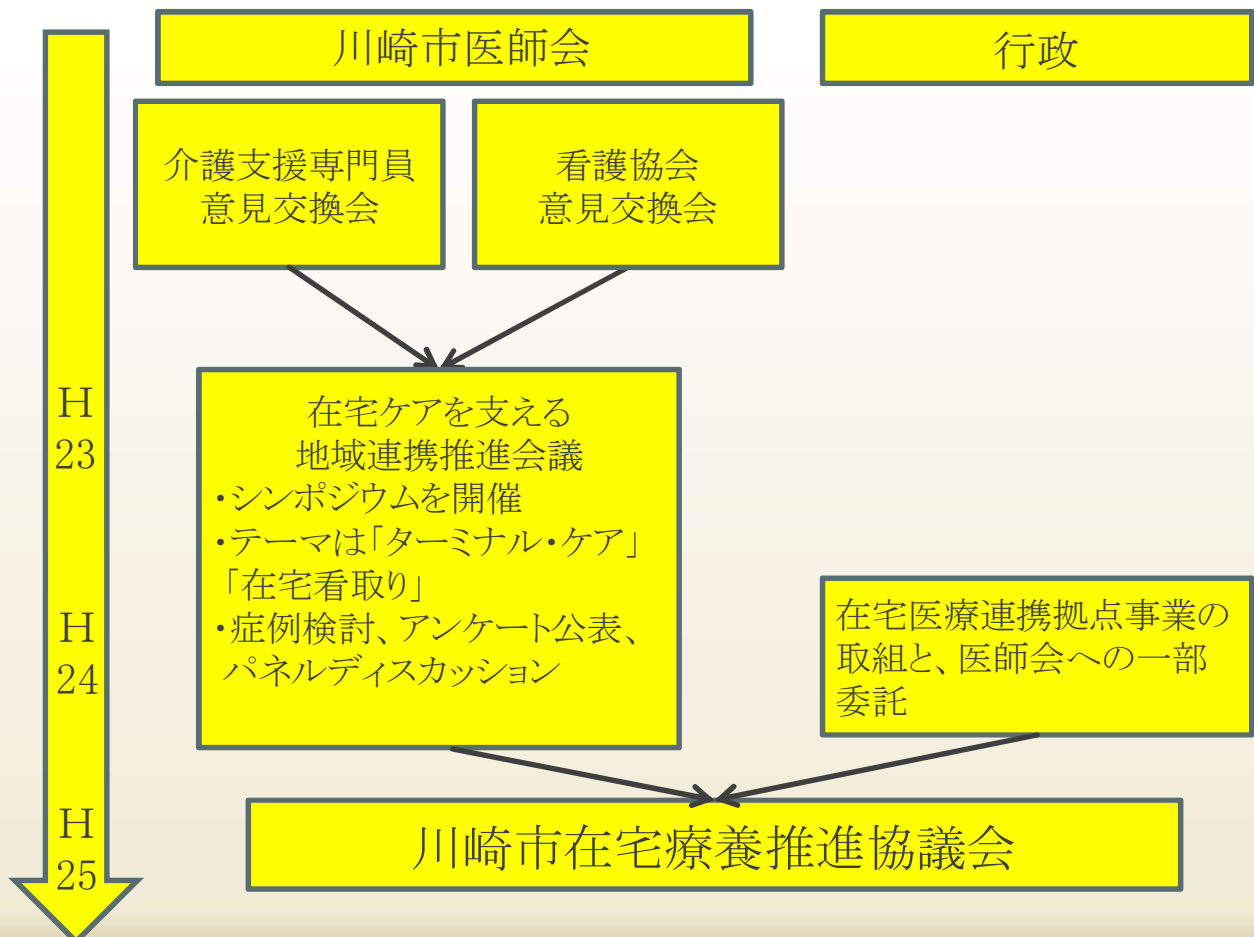 川崎市医師会
行政
介護支援専門員
意見交換会
看護協会
意見交換会
H
23
在宅ケアを支える
地域連携推進会議
・シンポジウムを開催
・テーマは「ターミナル・ケア」
「在宅看取り」
・症例検討、アンケート公表、
パネルディスカッション
H
24
在宅医療連携拠点事業の
取組と、医師会への一部
委託
H
25
川崎市在宅療養推進協議会